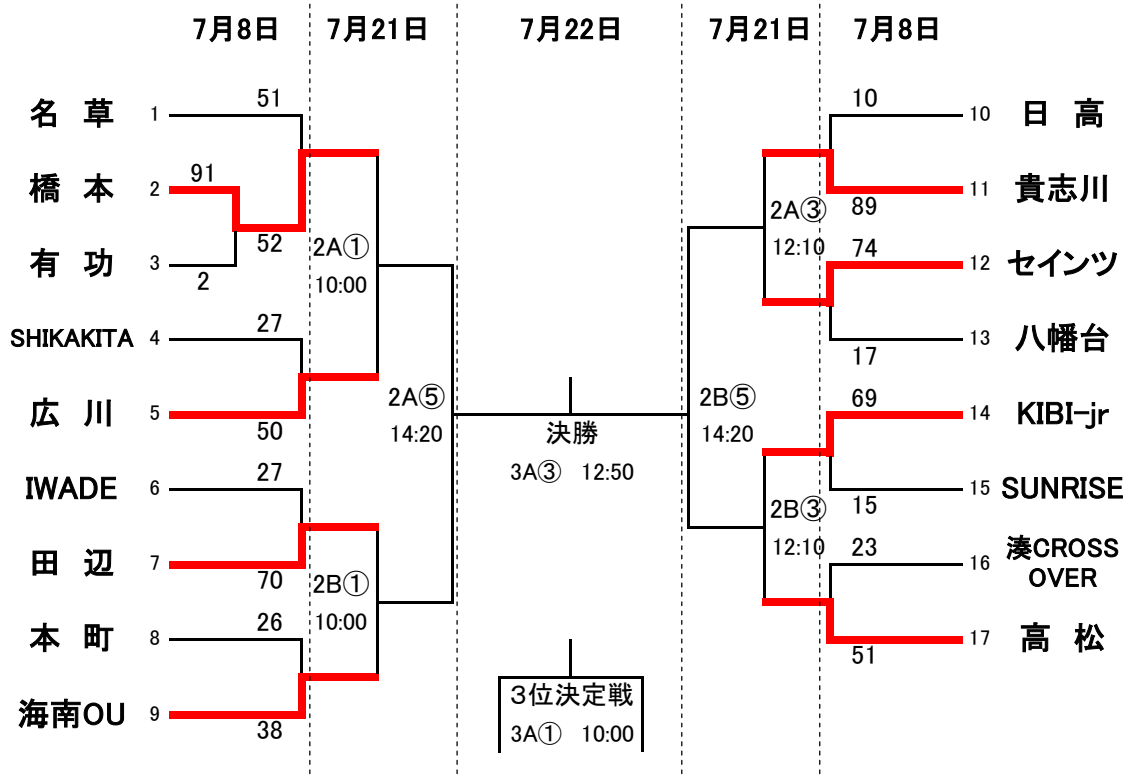 7月8日 7月21日 7月22日 7月21日 7月8日
名草 1 51
橋本 2 91
52
有功 3 2
2A①
10:00
SHIKAKITA 4 27
広川 5 50
2A⑤
14:20
IWADE 6 27
田辺 7 70
2B①
10:00
本町 8 26
海南OU 9 38
決勝
3A③ 12:50
3位決定戦
3A① 10:00
10 10 日高
89 11 貴志川
2A③
12:10
74 12 セインツ
17 13 八幡台
2B⑤
14:20
69 14 KIBI-jr
15 15 SUNRISE
2B③
12:10
23 16 湊CROSS
OVER
51 17 高松